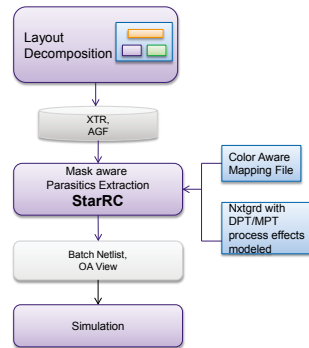 Layout
Decomposition
XTR,
AGF
Mask aware
Parasitics Extraction
StarRC
Color Aware
Mapping File
Nxtgrd with
DPT/MPT
process effects
modeled
Batch Netlist,
OA View
Simulation